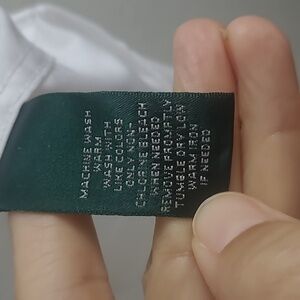 MACHINE WASH
WARM
WASH WITH
LIKE COLORS
ONLY NON-
CHLORINE BLEACH
WHEN NEEDED
REMOVE PROMPTLY
TUMBLE DRY LOW
WARM IRON
IF NEEDED